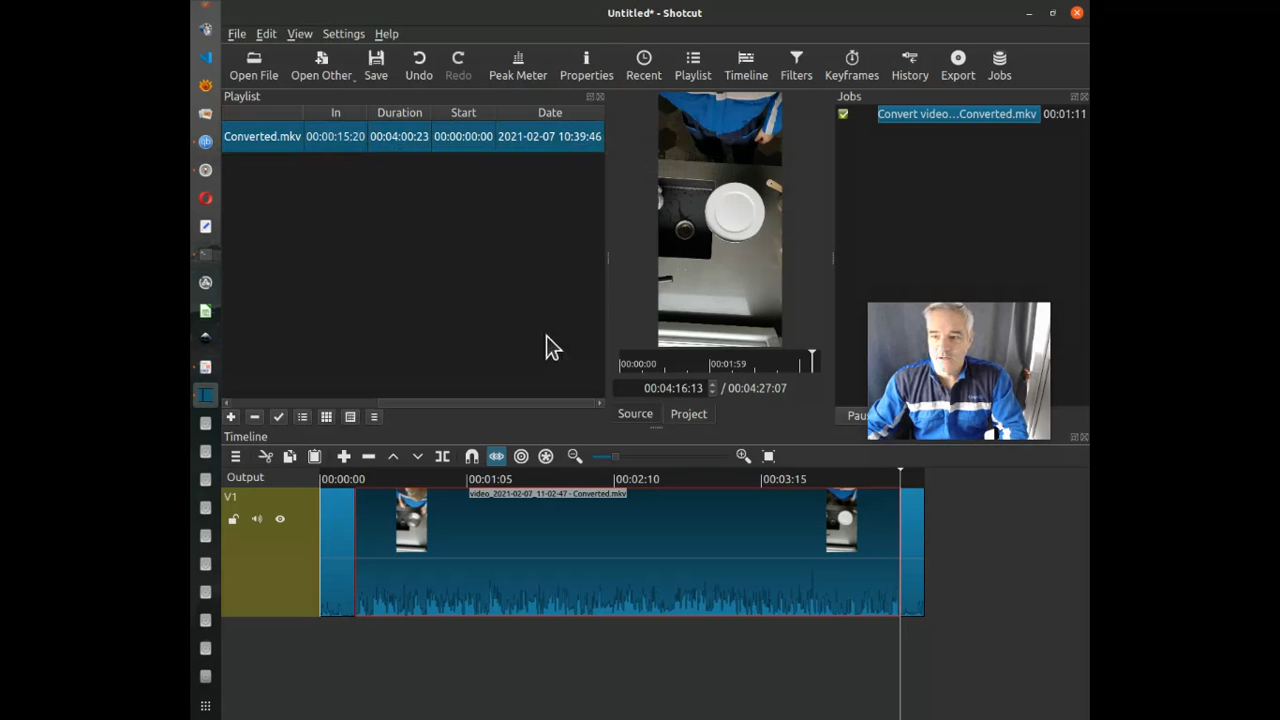 Untitled* - Shotcut
File Edit View Settings Help
Open File Open Other Save Undo Redo Peak Meter Properties Recent Playlist Timeline Filters Keyframes History Export Jobs
Playlist
Jobs
In Duration Start Date
Converted.mkv 00:00:15:20 00:04:00:23 00:00:00:00 2021-02-07 10:39:46
Convert video...Converted.mkv 00:01:11
00:00:00 00:01:59
00:04:16:13 / 00:04:27:07
Source Project
Pau
Timeline
Output 00:00:00 00:01:05 00:02:10 00:03:15
V1
video_2021-02-07_11-02-47 - Converted.mkv